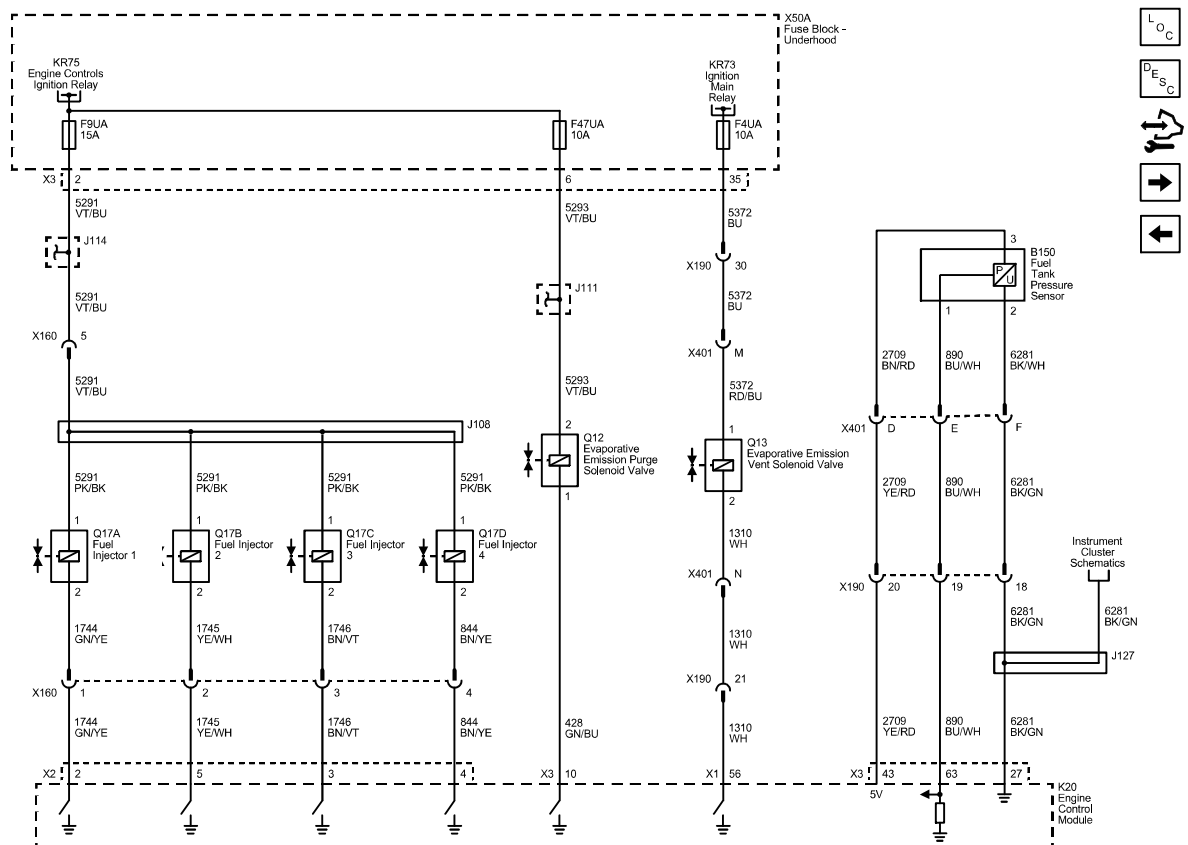 X50A
Fuse Block -
Underhood
KR75
Engine Controls
Ignition Relay
KR73
Ignition
Main
Relay
F9UA
15A
F47UA
10A
F4UA
10A
X3 2 6 35
5291
VT/BU
5293
VT/BU
5372
BU
J114
X190 30
J111
5291
VT/BU
5372
BU
X160 5
X401 M
5291
VT/BU
5293
VT/BU
5372
RD/BU
3
B150
Fuel
Tank
Pressure
Sensor
P
U
1 2
2709
BN/RD
890
BU/WH
6281
BK/WH
X401 D E F
J108
2
Q12
Evaporative
Emission Purge
Solenoid Valve
1
1
Q13
Evaporative Emission
Vent Solenoid Valve
2
5291
PK/BK
5291
PK/BK
5291
PK/BK
5291
PK/BK
2709
YE/RD
890
BU/WH
6281
BK/GN
1 1 1 1
Q17A
Fuel
Injector 1
Q17B
Fuel Injector
2
Q17C
Fuel Injector
3
Q17D
Fuel Injector
4
2 2 2 2
1310
WH
X401 N
Instrument
Cluster
Schematics
X190 20 19 18
1744
GN/YE
1745
YE/WH
1746
BN/VT
844
BN/YE
1310
WH
6281
BK/GN
6281
BK/GN
J127
X160 1 2 3 4
X190 21
1744
GN/YE
1745
YE/WH
1746
BN/VT
844
BN/YE
428
GN/BU
1310
WH
2709
YE/RD
890
BU/WH
6281
BK/GN
X2 2 5 3 4
X3 10
X1 56
X3 43 63 27
5V
K20
Engine
Control
Module
LOC
DESC